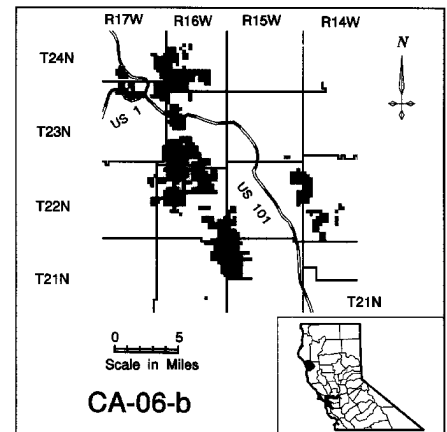 R17W R16W R15W R14W
N
T24N
US 1
T23N
US 101
T22N
T21N
T21N
0 5
Scale in Miles
CA-06-b